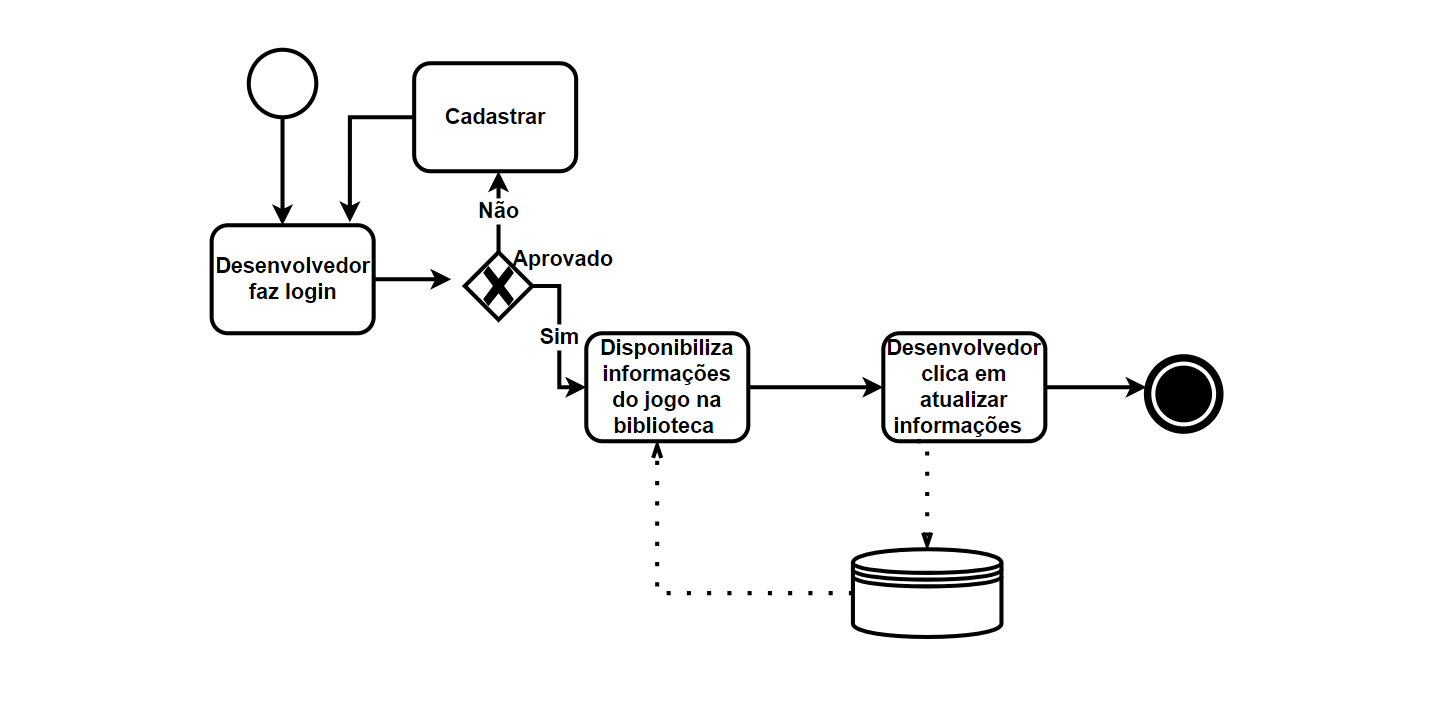 Cadastrar
Não
Aprovado
Desenvolvedor
faz login
Sim
Disponibiliza
informações
do jogo na
biblioteca
Desenvolvedor
clica em
atualizar
informações